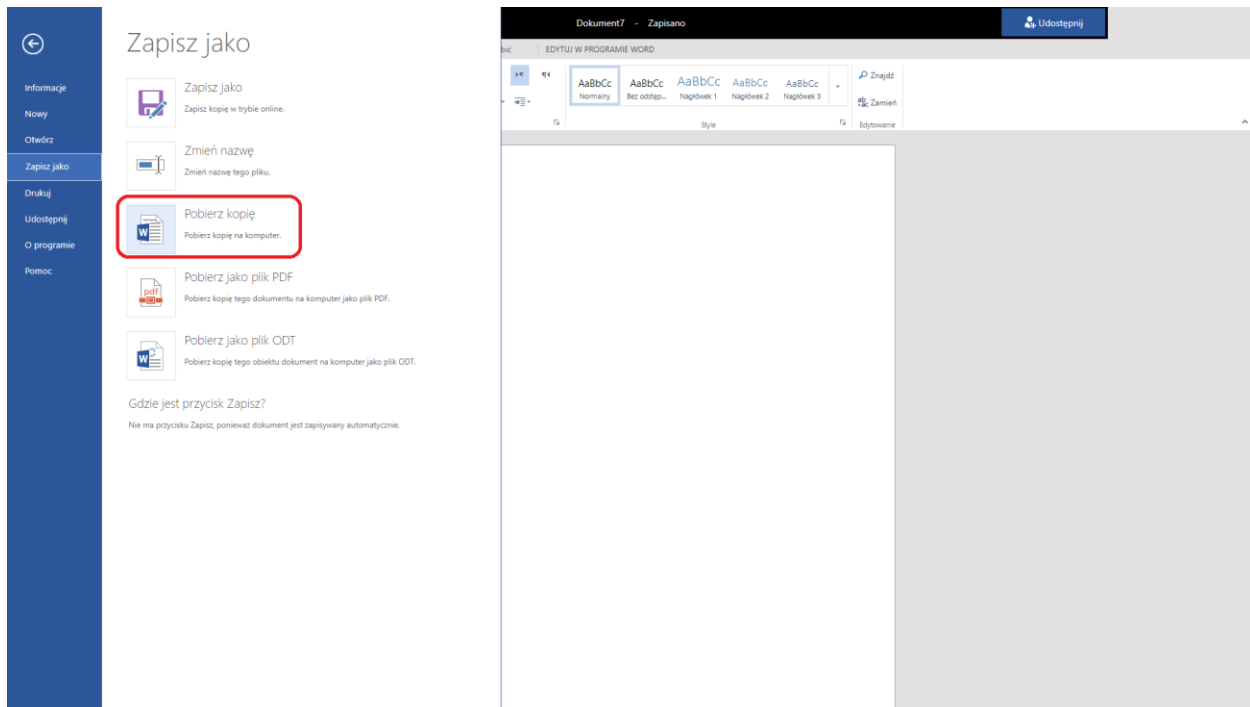 Dokument7 - Zapisano
Udostępnij
bić
EDYTUJ W PROGRAMIE WORD
Zapisz jako
Informacje
Nowy
Otwórz
Zapisz jako
Drukuj
Udostępnij
O programie
Pomoc
Zapisz jako
Zapisz kopię w trybie online.
Zmień nazwę
Zmień nazwę tego pliku.
W
Pobierz kopię
Pobierz kopię na komputer.
pdf
Pobierz jako plik PDF
Pobierz kopię tego dokumentu na komputer jako plik PDF.
W
Pobierz jako plik ODT
Pobierz kopię tego obiektu dokument na komputer jako plik ODT.
Gdzie jest przycisk Zapisz?
Nie ma przycisku Zapisz, ponieważ dokument jest zapisywany automatycznie.
AaBbCc AaBbCc AaBbCc AaBbCc AaBbCc
Normalny Bez odstęp... Nagłówek 1 Nagłówek 2 Nagłówek 3
Style
Znajdź
Zamień
Edytowanie